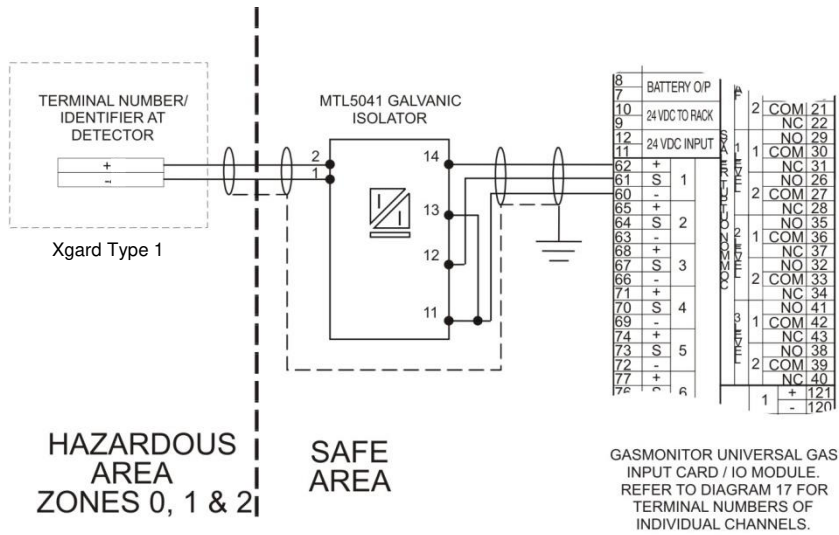 TERMINAL NUMBER/
IDENTIFIER AT
DETECTOR
+
-
Xgard Type 1
MTL5041 GALVANIC
ISOLATOR
2
1
14
13
12
11
HAZARDOUS
AREA
ZONES 0, 1 & 2
SAFE
AREA
8
7
BATTERY O/P
10
9
24 VDC TO RACK
12
11
24 VDC INPUT
62 +
61 S 1
60 -
65 +
64 S 2
63 -
68 +
67 S 3
66 -
71 +
70 S 4
69 -
74 +
73 S 5
72 -
77 +
76 S 6
2 COM 21
NC 22
NO 29
1 COM 30
NC 31
NO 26
2 COM 27
NC 28
NO 35
1 COM 36
NC 37
NO 32
2 COM 33
NC 34
NO 41
1 COM 42
NC 43
NO 38
2 COM 39
NC 40
1 + 121
- 120
GASMONITOR UNIVERSAL GAS
INPUT CARD / IO MODULE.
REFER TO DIAGRAM 17 FOR
TERMINAL NUMBERS OF
INDIVIDUAL CHANNELS.